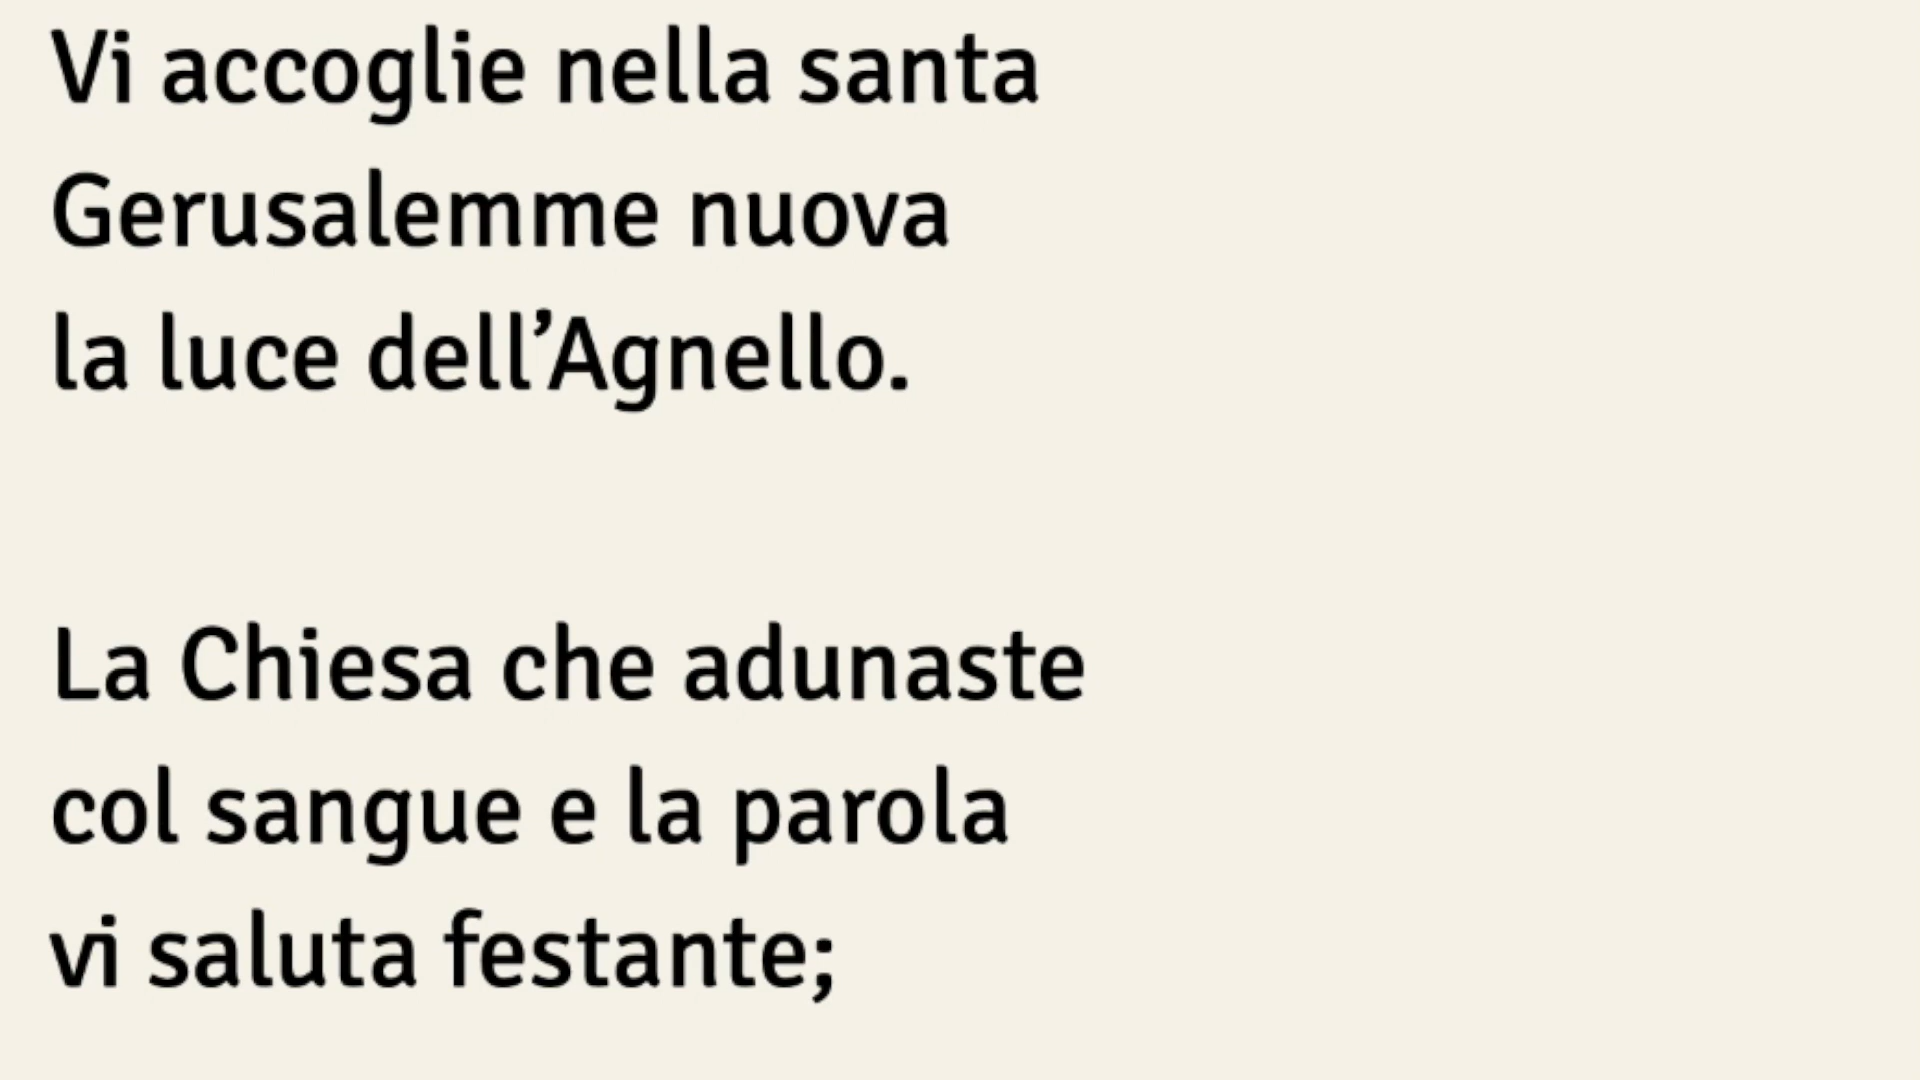 Vi accoglie nella santa
Gerusalemme nuova
la luce dell’Agnello.
La Chiesa che adunaste
col sangue e la parola
vi saluta festante;